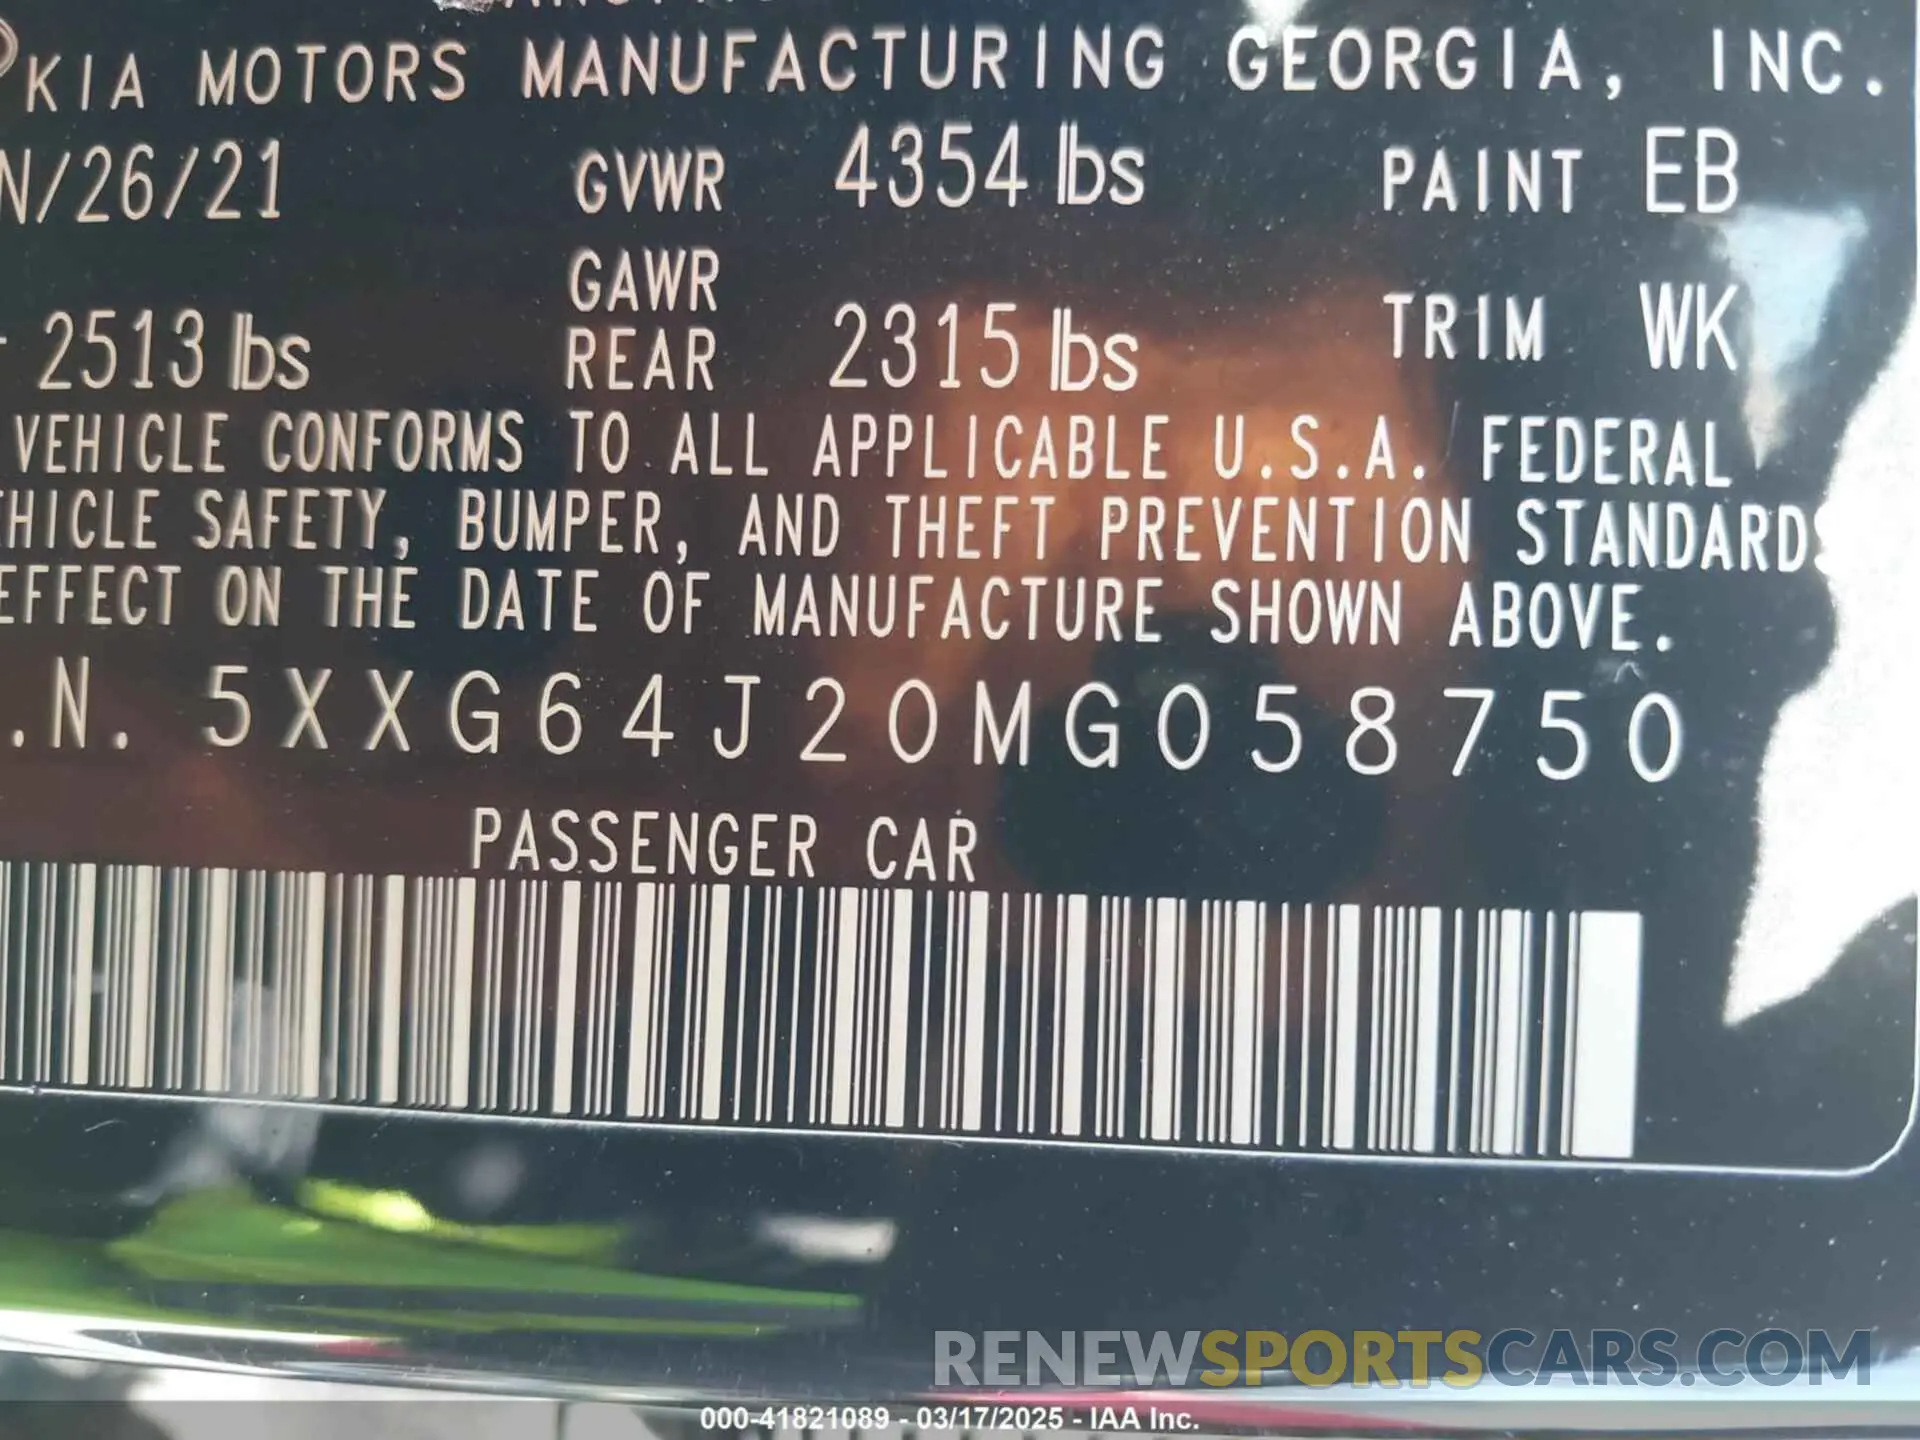 KIA MOTORS MANUFACTURING GEORGIA, INC.
N/26/21 GVWR 4354 lbs PAINT EB
2513 lbs GAWR REAR 2315 lbs TRIM WK
VEHICLE CONFORMS TO ALL APPLICABLE U.S.A. FEDERAL
HICLE SAFETY, BUMPER, AND THEFT PREVENTION STANDARDS
EFFECT ON THE DATE OF MANUFACTURE SHOWN ABOVE.
.N. 5XXG64J20MG058750
PASSENGER CAR
RENEWSPORTSCARS.COM
000-41821089 - 03/17/2025 - IAA Inc.